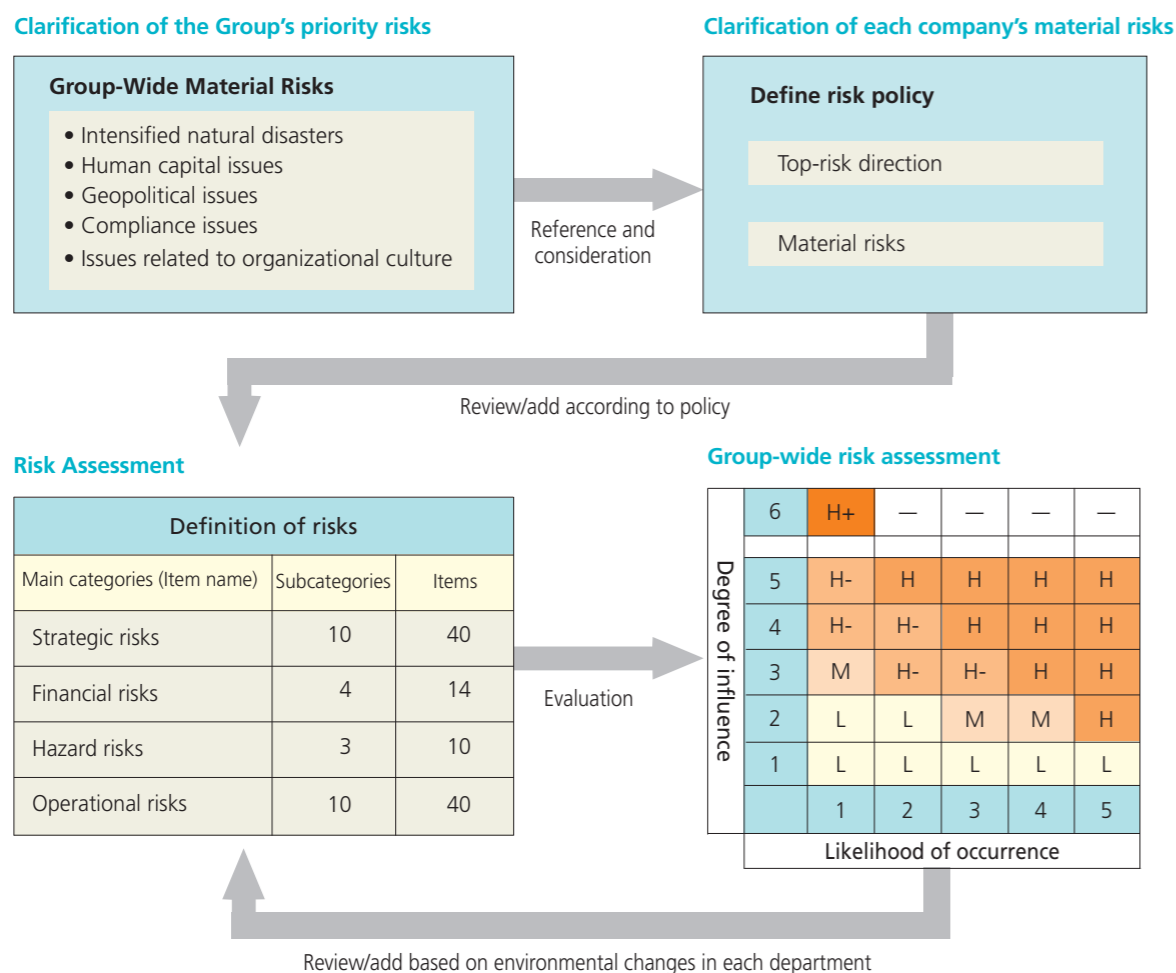 Clarification of the Group's priority risks
Group-Wide Material Risks
• Intensified natural disasters
• Human capital issues
• Geopolitical issues
• Compliance issues
• Issues related to organizational culture
Reference and
consideration
Clarification of each company's material risks
Define risk policy
Top-risk direction
Material risks
Review/add according to policy
Risk Assessment
Definition of risks
Main categories (Item name) Subcategories Items
Strategic risks 10 40
Financial risks 4 14
Hazard risks 3 10
Operational risks 10 40
Evaluation
Group-wide risk assessment
Degree of influence
6 H+ — — — —
5 H- H H H H
4 H- H- H H H
3 M H- H- H H
2 L L M M H
1 L L L L L
1 2 3 4 5
Likelihood of occurrence
Review/add based on environmental changes in each department